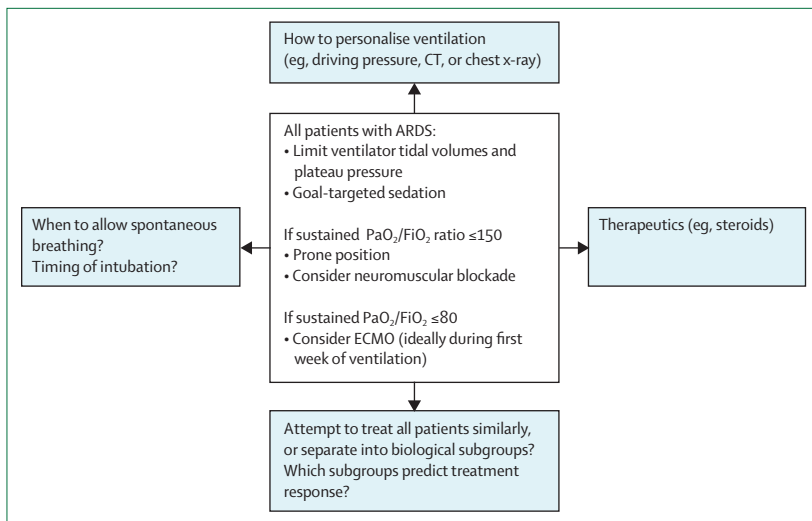 How to personalise ventilation
(eg, driving pressure, CT, or chest x-ray)
All patients with ARDS:
• Limit ventilator tidal volumes and
plateau pressure
• Goal-targeted sedation
If sustained PaO₂/FiO₂ ratio ≤150
• Prone position
• Consider neuromuscular blockade
If sustained PaO₂/FiO₂ ≤80
• Consider ECMO (ideally during first
week of ventilation)
When to allow spontaneous
breathing?
Timing of intubation?
Therapeutics (eg, steroids)
Attempt to treat all patients similarly,
or separate into biological subgroups?
Which subgroups predict treatment
response?